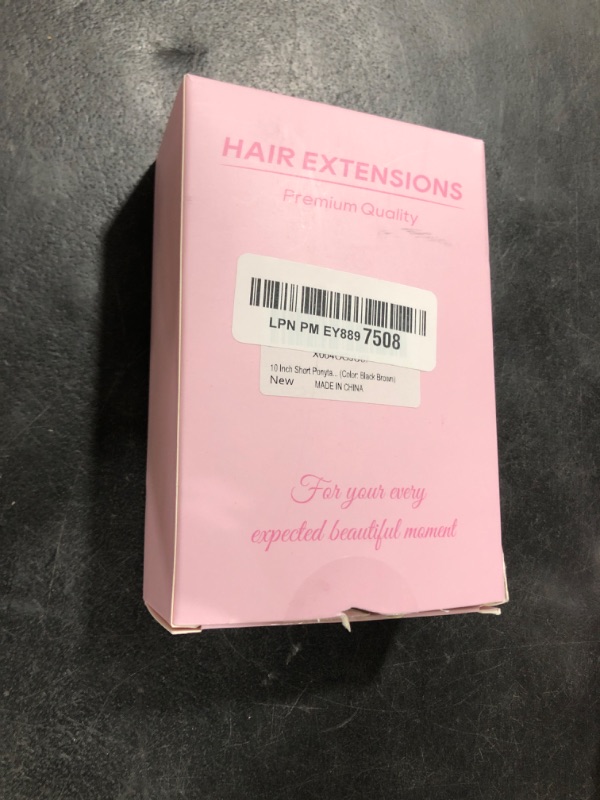 HAIR EXTENSIONS
Premium Quality
LPN PM EY889 7508
10 Inch Short Ponyta... (Color: Black Brown)
New MADE IN CHINA
For your every
expected beautiful moment